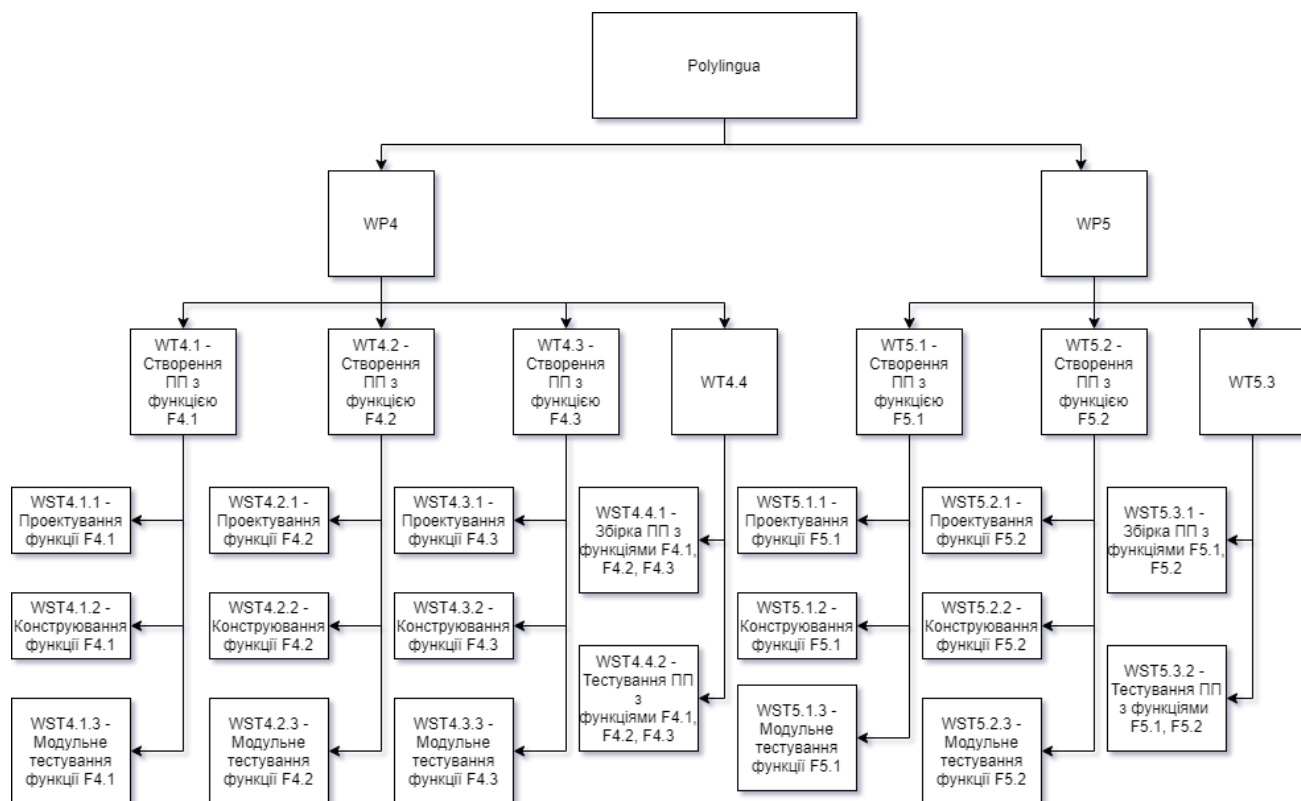 Polylingua
WP4
WP5
WT4.1 -
Створення
ПП з
функцією
F4.1
WT4.2 -
Створення
ПП з
функцією
F4.2
WT4.3 -
Створення
ПП з
функцією
F4.3
WT4.4
WT5.1 -
Створення
ПП з
функцією
F5.1
WT5.2 -
Створення
ПП з
функцією
F5.2
WT5.3
WST4.1.1 -
Проектування
функції F4.1
WST4.2.1 -
Проектування
функції F4.2
WST4.3.1 -
Проектування
функції F4.3
WST4.4.1 -
Збірка ПП з
функціями F4.1,
F4.2, F4.3
WST5.1.1 -
Проектування
функції F5.1
WST5.2.1 -
Проектування
функції F5.2
WST5.3.1 -
Збірка ПП з
функціями F5.1,
F5.2
WST4.1.2 -
Конструювання
функції F4.1
WST4.2.2 -
Конструювання
функції F4.2
WST4.3.2 -
Конструювання
функції F4.3
WST5.1.2 -
Конструювання
функції F5.1
WST5.2.2 -
Конструювання
функції F5.2
WST4.4.2 -
Тестування ПП
з
функціями F4.1,
F4.2, F4.3
WST5.3.2 -
Тестування ПП
з функціями
F5.1, F5.2
WST4.1.3 -
Модульне
тестування
функції F4.1
WST4.2.3 -
Модульне
тестування
функції F4.2
WST4.3.3 -
Модульне
тестування
функції F4.3
WST5.1.3 -
Модульне
тестування
функції F5.1
WST5.2.3 -
Модульне
тестування
функції F5.2